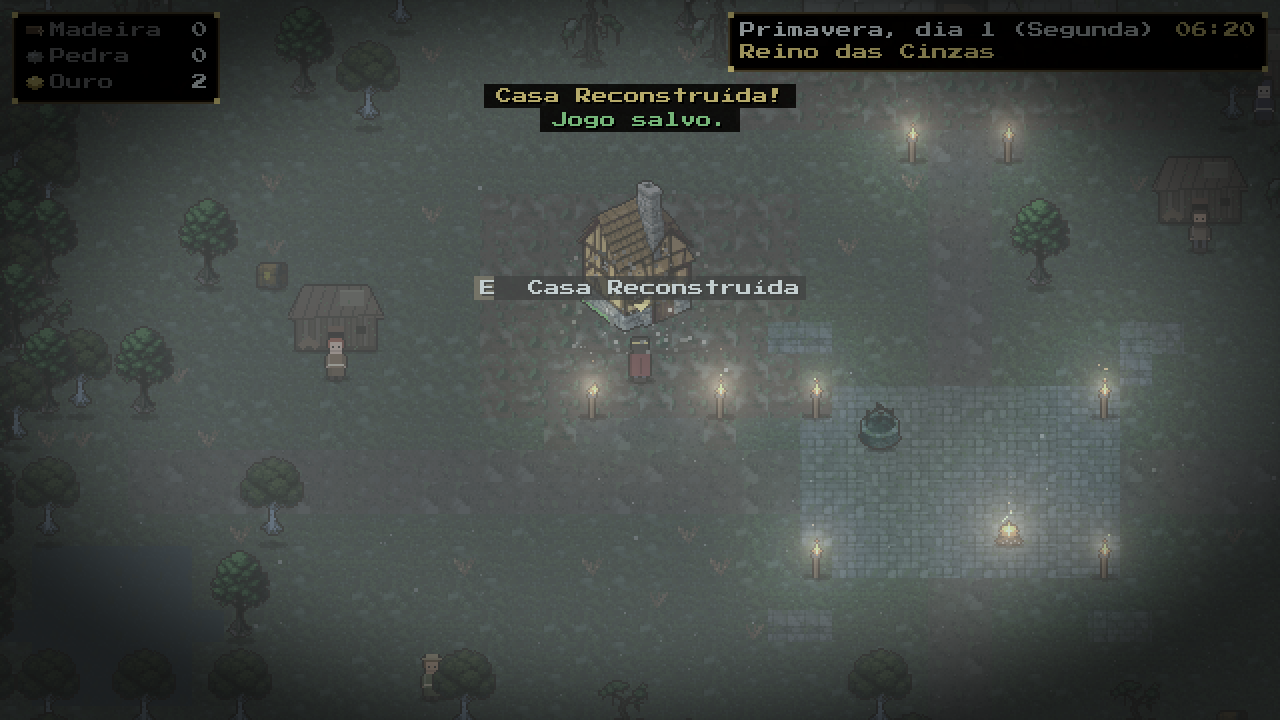 Madeira 0
Pedra 0
Ouro 2
Primavera, dia 1 (Segunda) 06:20
Reino das Cinzas
Casa Reconstruída!
Jogo salvo.
E Casa Reconstruída